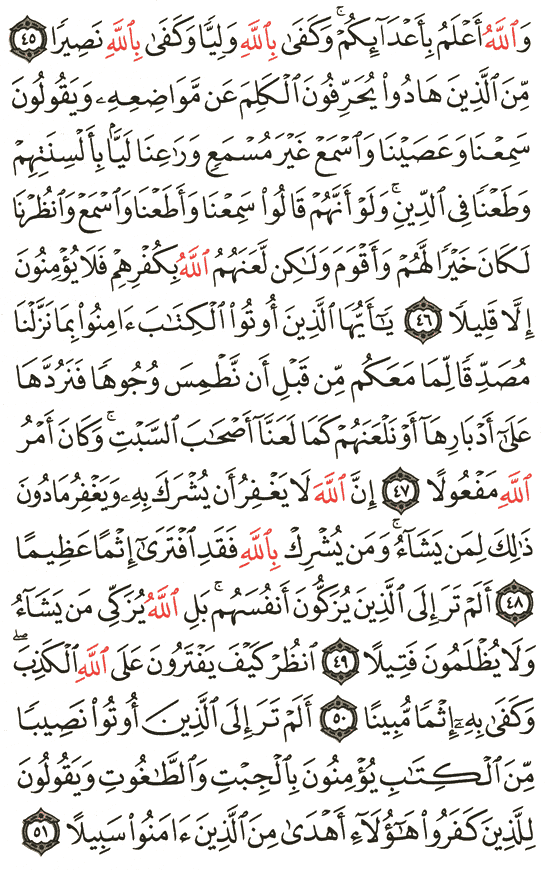 وَٱللَّهُ أَعۡلَمُ بِأَعۡدَآئِكُمۡۚ وَكَفَىٰ بِٱللَّهِ وَلِيّٗا وَكَفَىٰ بِٱللَّهِ نَصِيرٗا ٤٥
مِّنَ ٱلَّذِينَ هَادُواْ يُحَرِّفُونَ ٱلۡكَلِمَ عَن مَّوَاضِعِهِۦ وَيَقُولُونَ
سَمِعۡنَا وَعَصَيۡنَا وَٱسۡمَعۡ غَيۡرَ مُسۡمَعٖ وَرَٰعِنَا لَيَّۢا بِأَلۡسِنَتِهِمۡ
وَطَعۡنٗا فِي ٱلدِّينِۚ وَلَوۡ أَنَّهُمۡ قَالُواْ سَمِعۡنَا وَأَطَعۡنَا وَٱسۡمَعۡ وَٱنظُرۡنَا
لَكَانَ خَيۡرٗا لَّهُمۡ وَأَقۡوَمَ وَلَٰكِن لَّعَنَهُمُ ٱللَّهُ بِكُفۡرِهِمۡ فَلَا يُؤۡمِنُونَ
إِلَّا قَلِيلٗا ٤٦ يَٰٓأَيُّهَا ٱلَّذِينَ أُوتُواْ ٱلۡكِتَٰبَ ءَامِنُواْ بِمَا نَزَّلۡنَا
مُصَدِّقٗا لِّمَا مَعَكُم مِّن قَبۡلِ أَن نَّطۡمِسَ وُجُوهٗا فَنَرُدَّهَا
عَلَىٰٓ أَدۡبَارِهَآ أَوۡ نَلۡعَنَهُمۡ كَمَا لَعَنَّآ أَصۡحَٰبَ ٱلسَّبۡتِۚ وَكَانَ أَمۡرُ
ٱللَّهِ مَفۡعُولًا ٤٧ إِنَّ ٱللَّهَ لَا يَغۡفِرُ أَن يُشۡرَكَ بِهِۦ وَيَغۡفِرُ مَا دُونَ
ذَٰلِكَ لِمَن يَشَآءُۚ وَمَن يُشۡرِكۡ بِٱللَّهِ فَقَدِ ٱفۡتَرَىٰٓ إِثۡمًا عَظِيمًا
٤٨ أَلَمۡ تَرَ إِلَى ٱلَّذِينَ يُزَكُّونَ أَنفُسَهُمۚ بَلِ ٱللَّهُ يُزَكِّي مَن يَشَآءُ
وَلَا يُظۡلَمُونَ فَتِيلًا ٤٩ ٱنظُرۡ كَيۡفَ يَفۡتَرُونَ عَلَى ٱللَّهِ ٱلۡكَذِبَۖ
وَكَفَىٰ بِهِۦٓ إِثۡمٗا مُّبِينًا ٥٠ أَلَمۡ تَرَ إِلَى ٱلَّذِينَ أُوتُواْ نَصِيبٗا
مِّنَ ٱلۡكِتَٰبِ يُؤۡمِنُونَ بِٱلۡجِبۡتِ وَٱلطَّٰغُوتِ وَيَقُولُونَ
لِلَّذِينَ كَفَرُواْ هَٰٓؤُلَآءِ أَهۡدَىٰ مِنَ ٱلَّذِينَ ءَامَنُواْ سَبِيلًا ٥١